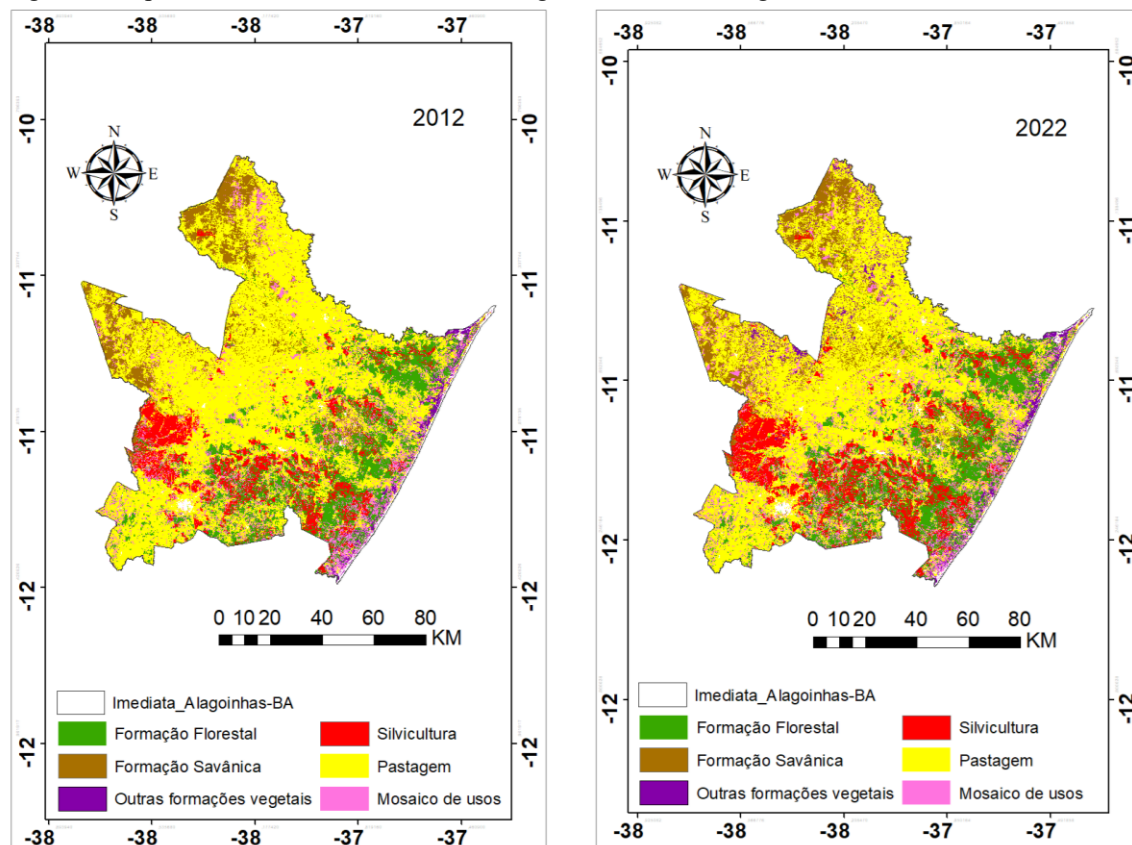 -38 -38 -37 -37 -37
2012
N
W E
S
-10 -10
-11 -11
-11 -11
-12 -12
-12 -12
0 10 20 40 60 80
KM
Imediata_Alagoinhas-BA
Formação Florestal
Silvicultura
Formação Savânica
Pastagem
Outras formações vegetais
Mosaico de usos
-38 -38 -37 -37 -37
-38 -38 -37 -37 -37
-10 -10
2022
N
W E
S
-11 -11
-11 -11
-12 -12
-12 -12
0 10 20 40 60 80
KM
Imediata_Alagoinhas-BA
Formação Florestal
Silvicultura
Formação Savânica
Pastagem
Outras formações vegetais
Mosaico de usos
-38 -38 -37 -37 -37